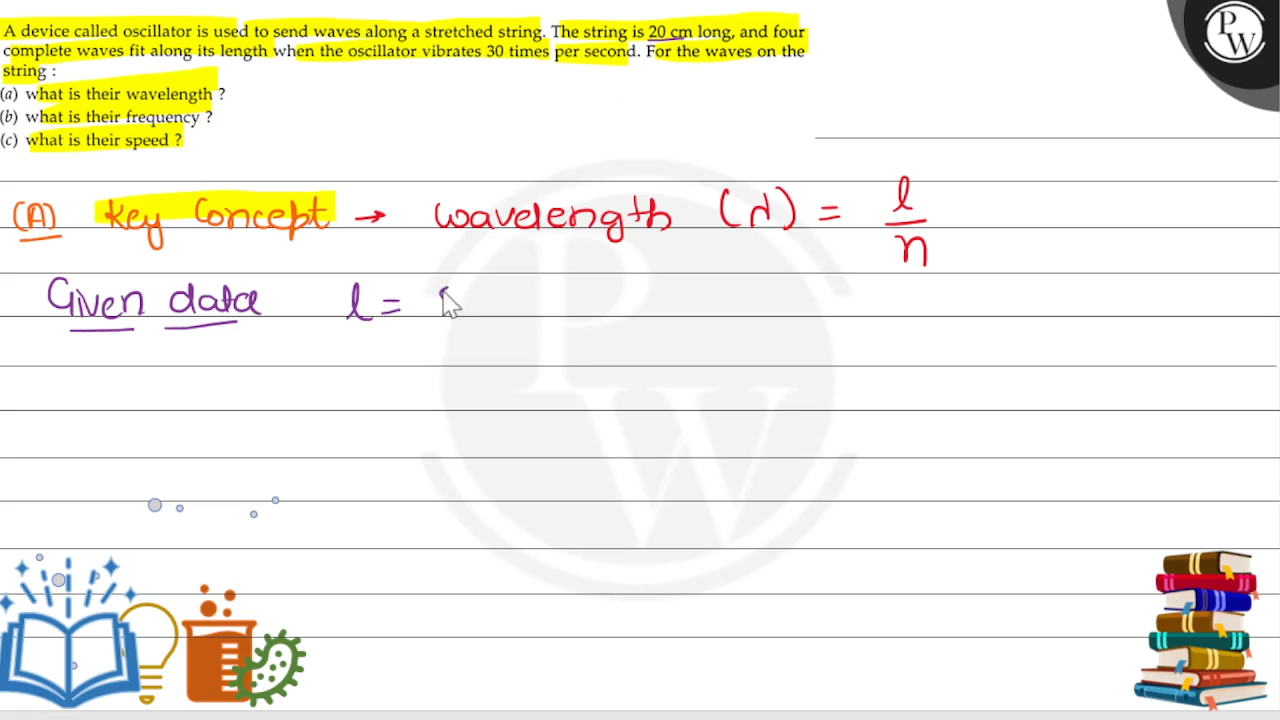 A device called oscillator is used to send waves along a stretched string. The string is 20 cm long, and four
complete waves fit along its length when the oscillator vibrates 30 times per second. For the waves on the
string :
(a) what is their wavelength ?
(b) what is their frequency ?
(c) what is their speed ?
(A) Key Concept → wavelength (λ) = l/n
Given data l =
PW
PW